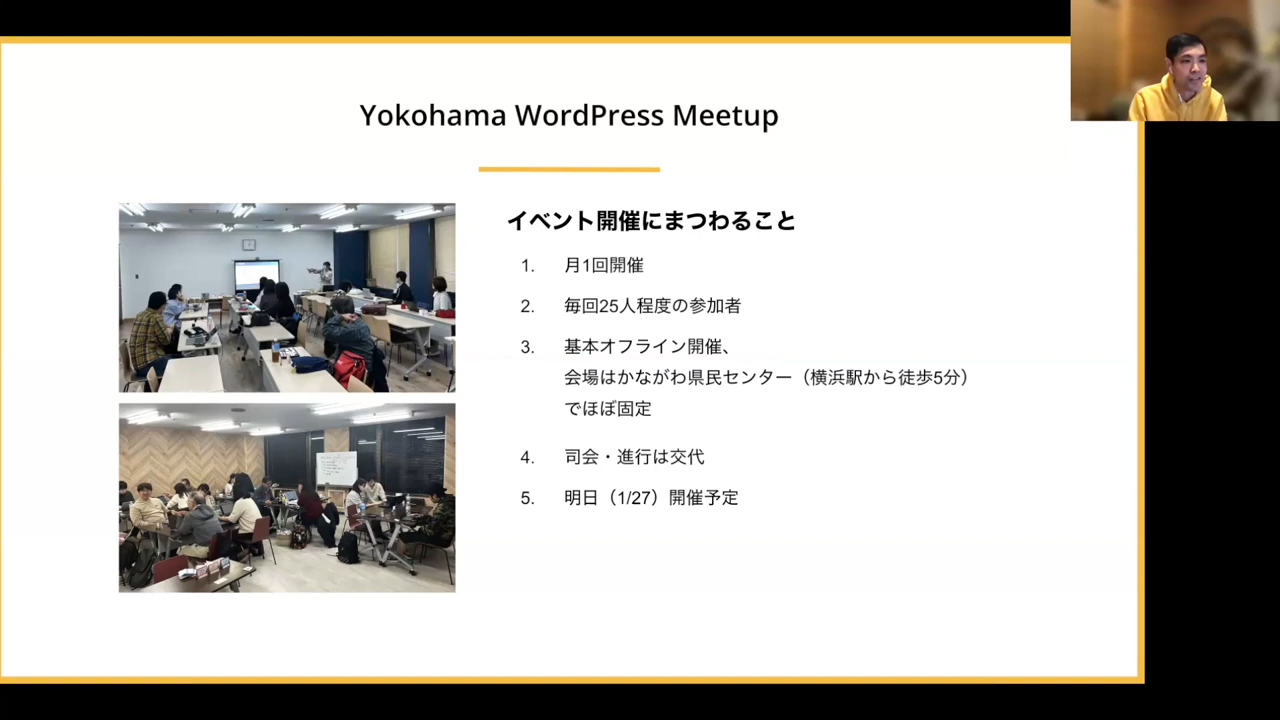 Yokohama WordPress Meetup
イベント開催にまつわること
1. 月1回開催
2. 毎回25人程度の参加者
3. 基本オフライン開催、
会場はかながわ県民センター（横浜駅から徒歩5分）
でほぼ固定
4. 司会・進行は交代
5. 明日（1/27）開催予定